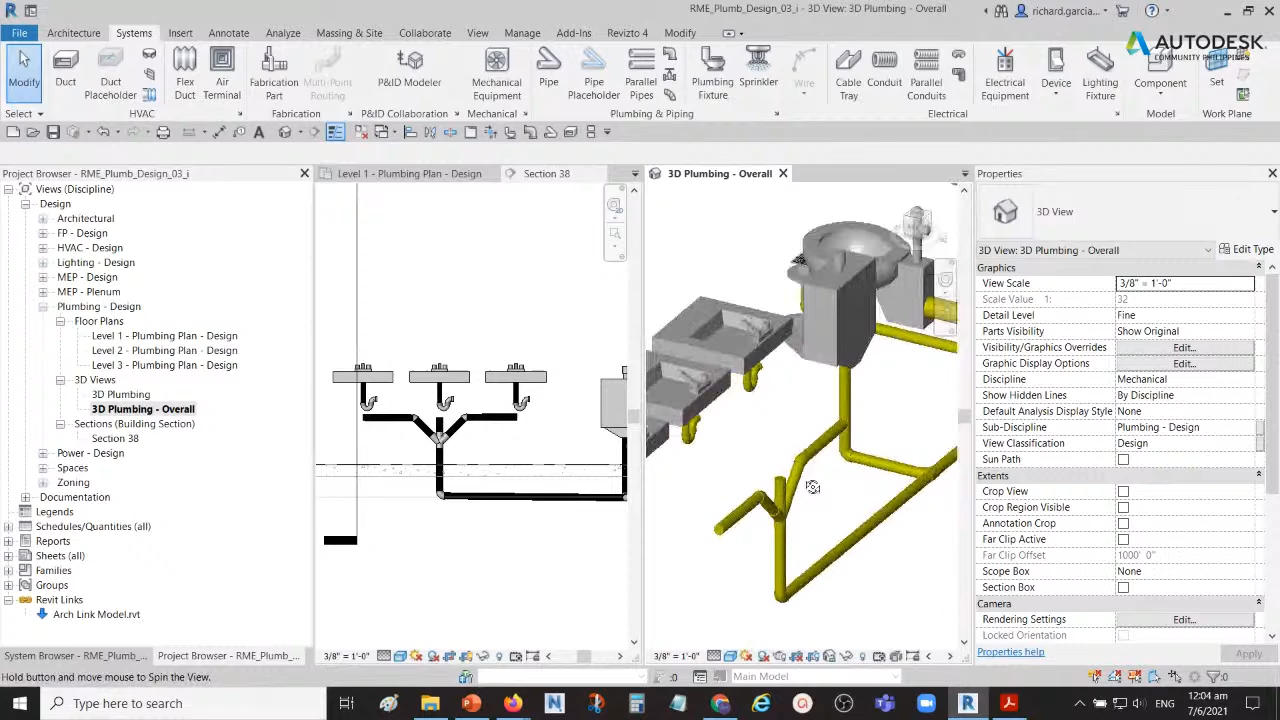 RME_Plumb_Design_03_i - 3D View: 3D Plumbing - Overall
richard.garcia...
AUTODESK
COMMUNITY PHILIPPINES
File Architecture Systems Insert Annotate Analyze Massing & Site Collaborate View Manage Add-Ins Revizto 4 Modify
Modify
Duct
Duct Placeholder
Flex Duct
Air Terminal
Fabrication Part
Multi-Point Routing
P&ID Modeler
Mechanical Equipment
Pipe
Pipe Placeholder
Parallel Pipes
Plumbing Fixture
Sprinkler
Wire
Cable Tray
Conduit
Parallel Conduits
Electrical Equipment
Device
Lighting Fixture
Component
Set
Select HVAC Fabrication P&ID Collaboration Mechanical Plumbing & Piping Electrical Model Work Plane
Project Browser - RME_Plumb_Design_03_i
Views (Discipline)
Design
Architectural
FP - Design
HVAC - Design
Lighting - Design
MEP - Design
MEP - Plenum
Plumbing - Design
Floor Plans
Level 1 - Plumbing Plan - Design
Level 2 - Plumbing Plan - Design
Level 3 - Plumbing Plan - Design
3D Views
3D Plumbing
3D Plumbing - Overall
Sections (Building Section)
Section 38
Power - Design
Spaces
Zoning
Documentation
Legends
Schedules/Quantities (all)
Reports
Sheets (all)
Families
Groups
Revit Links
Arch Link Model.rvt
System Browser - RME_Plumb_... Project Browser - RME_Plumb_...
Level 1 - Plumbing Plan - Design
Section 38
3/8" = 1'-0"
3D Plumbing - Overall
3/8" = 1'-0"
Properties
3D View
3D View: 3D Plumbing - Overall Edit Type
Graphics
View Scale 3/8" = 1'-0"
Scale Value 1: 32
Detail Level Fine
Parts Visibility Show Original
Visibility/Graphics Overrides Edit...
Graphic Display Options Edit...
Discipline Mechanical
Show Hidden Lines By Discipline
Default Analysis Display Style None
Sub-Discipline Plumbing - Design
View Classification Design
Sun Path
Extents
Crop View
Crop Region Visible
Annotation Crop
Far Clip Active
Far Clip Offset 1000' 0"
Scope Box None
Section Box
Camera
Rendering Settings Edit...
Locked Orientation
Properties help Apply
Hold button and move mouse to Spin the View.
:0
Main Model
:0
Type here to search
ENG
12:04 am
7/6/2021